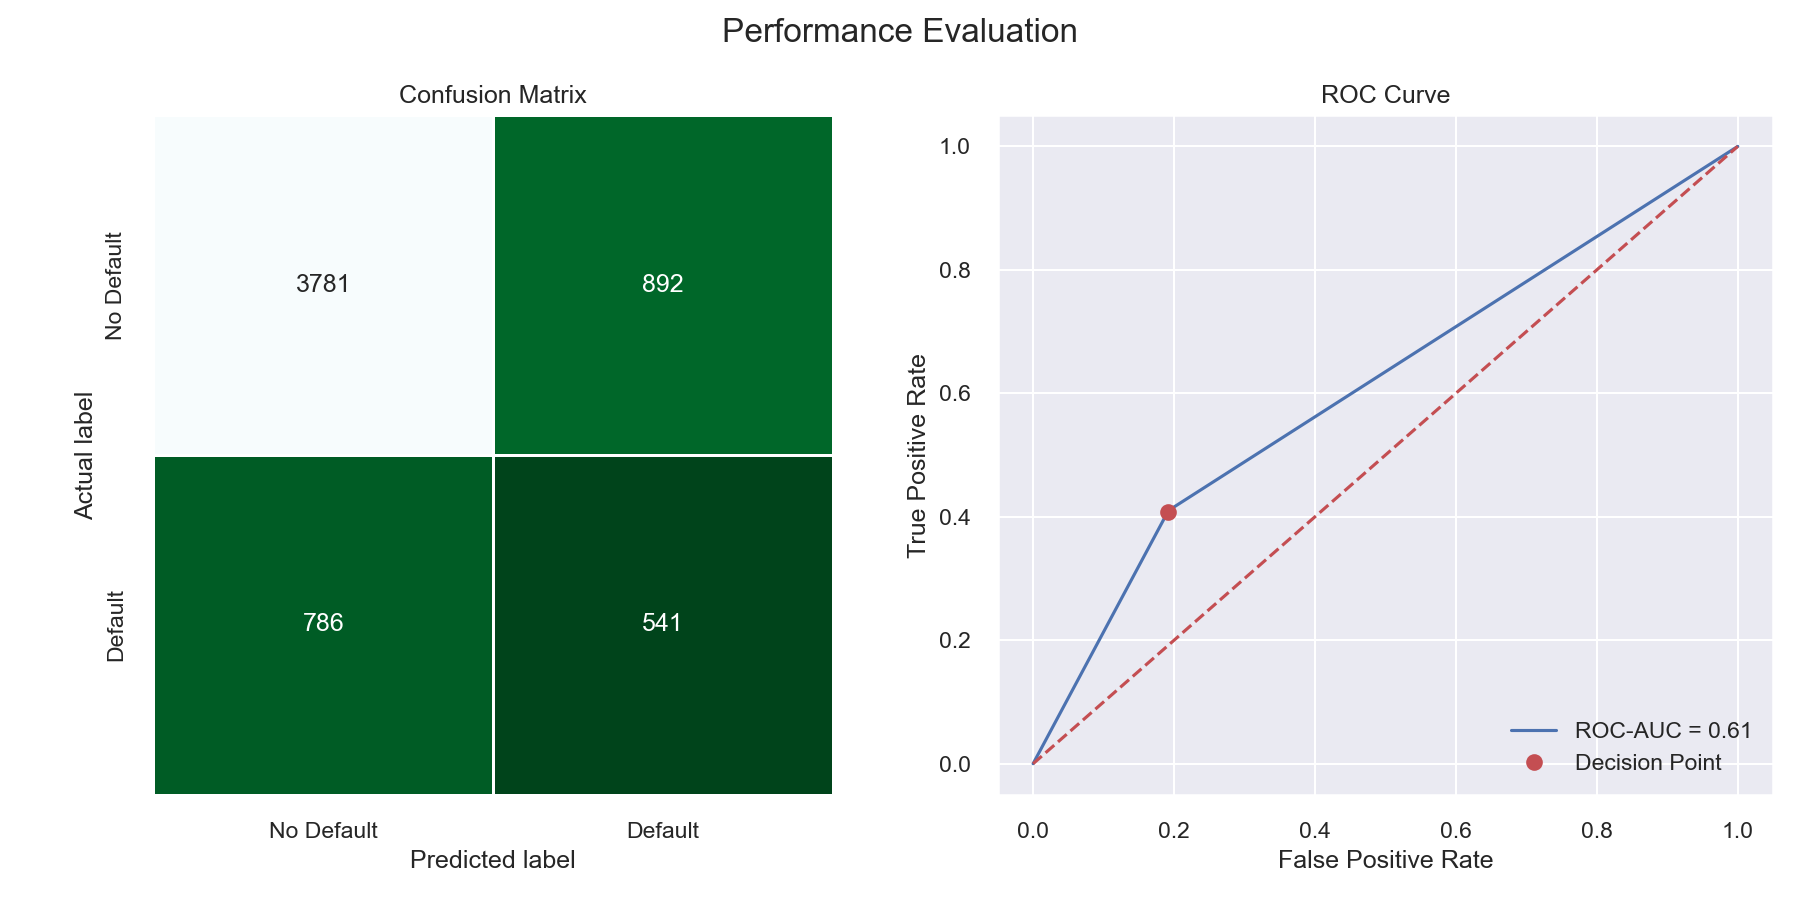 Performance Evaluation
Confusion Matrix
Actual label
No Default
Default
3781
892
786
541
No Default
Default
Predicted label
ROC Curve
True Positive Rate
1.0
0.8
0.6
0.4
0.2
0.0
ROC-AUC = 0.61
Decision Point
0.0
0.2
0.4
0.6
0.8
1.0
False Positive Rate